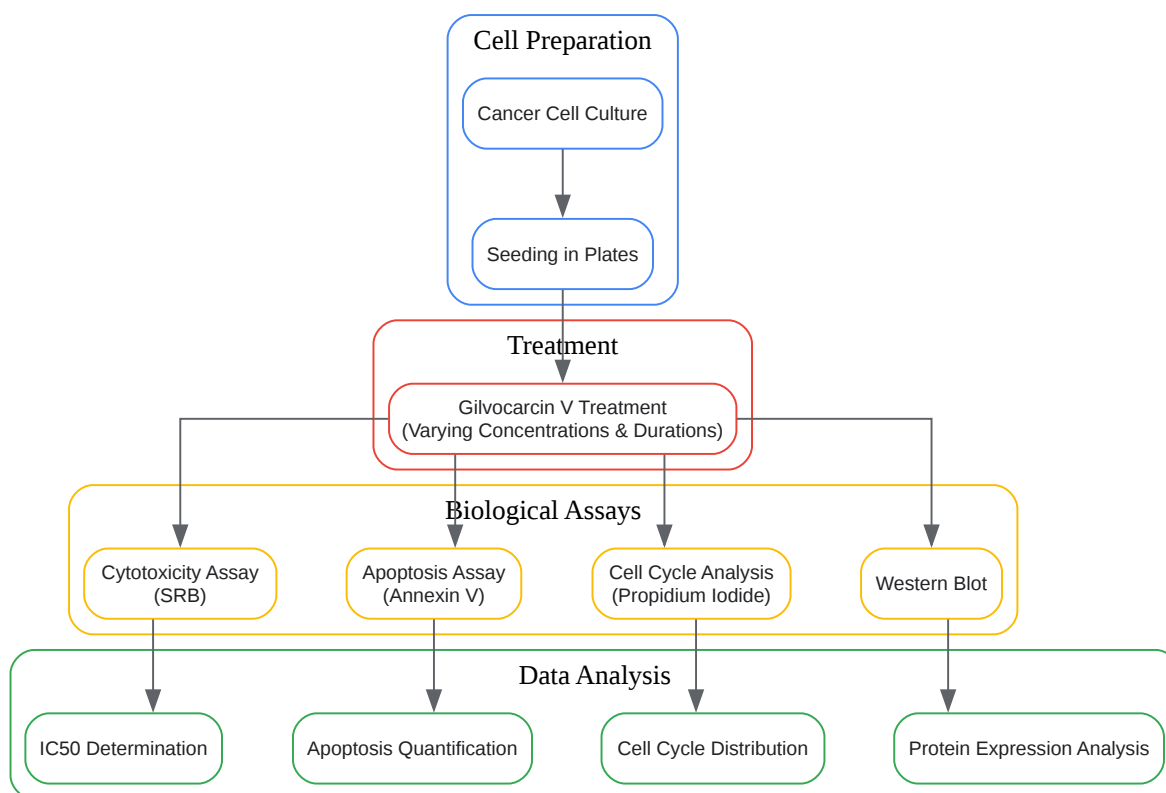 Cell Preparation
Cancer Cell Culture
Seeding in Plates
Treatment
Gilvocarcin V Treatment
(Varying Concentrations & Durations)
Biological Assays
Cytotoxicity Assay
(SRB)
Apoptosis Assay
(Annexin V)
Cell Cycle Analysis
(Propidium Iodide)
Western Blot
Data Analysis
IC50 Determination
Apoptosis Quantification
Cell Cycle Distribution
Protein Expression Analysis